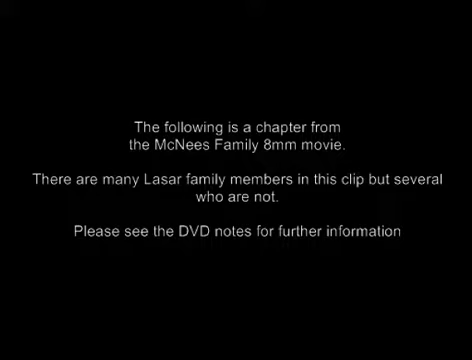 The following is a chapter from
the McNees Family 8mm movie.
There are many Lasar family members in this clip but several
who are not.
Please see the DVD notes for further information